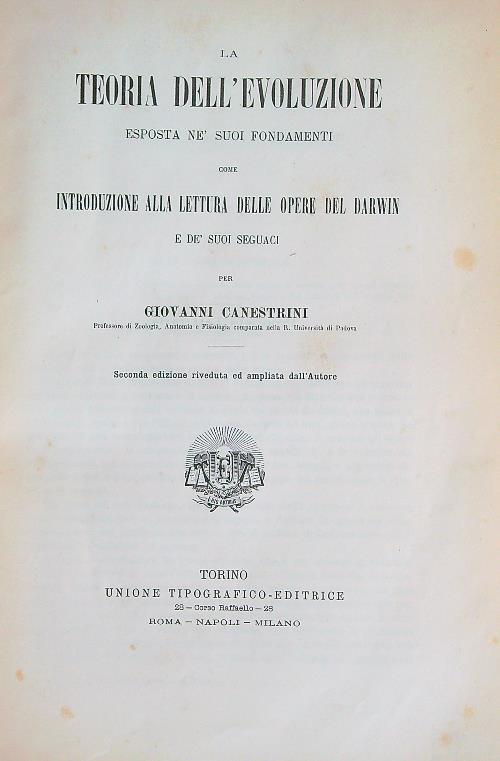 LA
TEORIA DELL'EVOLUZIONE
ESPOSTA NE' SUOI FONDAMENTI
COME
INTRODUZIONE ALLA LETTURA DELLE OPERE DEL DARWIN
E DE' SUOI SEGUACI
PER
GIOVANNI CANESTRINI
Professore di Zoologia, Anatomia e Fisiologia comparata nella R. Università di Padova
Seconda edizione riveduta ed ampliata dall'Autore
TORINO
UNIONE TIPOGRAFICO-EDITRICE
28 — Corso Raffaello — 28
ROMA — NAPOLI — MILANO